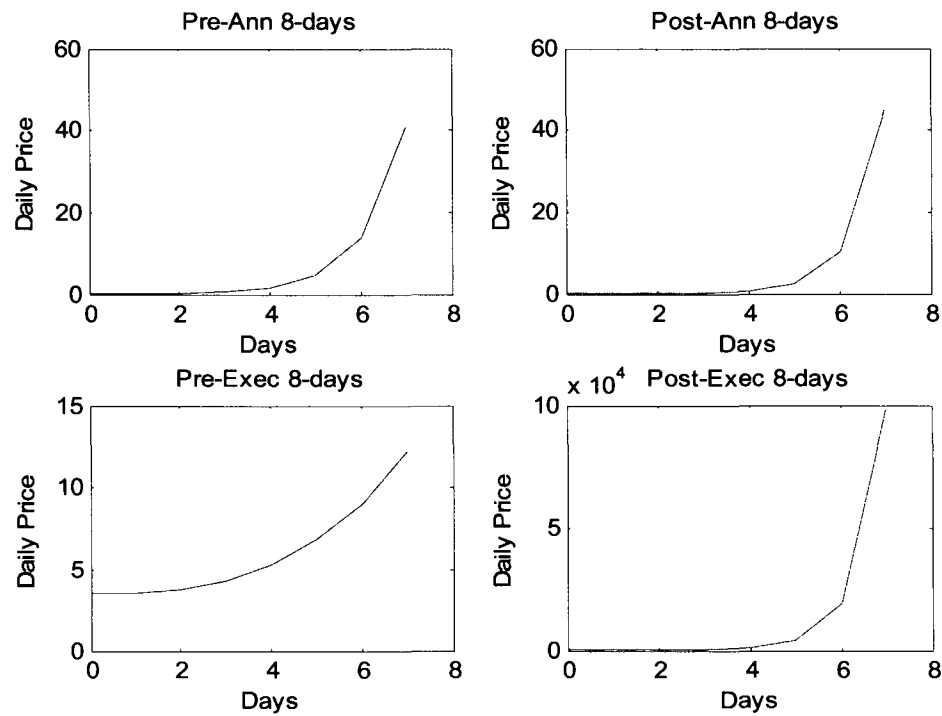 Pre-Ann 8-days
60
40
20
0
Daily Price
0 2 4 6 8
Days
Post-Ann 8-days
60
40
20
0
Daily Price
0 2 4 6 8
Days
Pre-Exec 8-days
15
10
5
0
Daily Price
0 2 4 6 8
Days
x 10^4 Post-Exec 8-days
10
5
0
Daily Price
0 2 4 6 8
Days